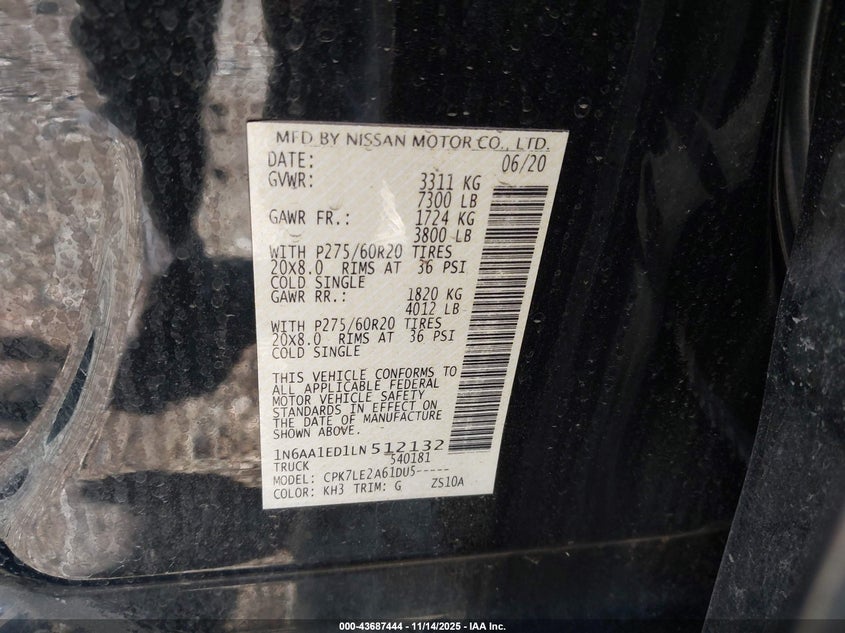 MFD BY NISSAN MOTOR CO., LTD.
DATE: 06/20
GVWR: 3311 KG
7300 LB
GAWR FR.: 1724 KG
3800 LB
WITH P275/60R20 TIRES
20X8.0 RIMS AT 36 PSI
COLD SINGLE
GAWR RR.: 1820 KG
4012 LB
WITH P275/60R20 TIRES
20X8.0 RIMS AT 36 PSI
COLD SINGLE
THIS VEHICLE CONFORMS TO
ALL APPLICABLE FEDERAL
MOTOR VEHICLE SAFETY
STANDARDS IN EFFECT ON
THE DATE OF MANUFACTURE
SHOWN ABOVE.
1N6AA1ED1LN512132
TRUCK 540181
MODEL: CPK7LE2A61DU5-----
COLOR: KH3 TRIM: G ZS10A
000-43687444 — 11/14/2025 — IAA Inc.